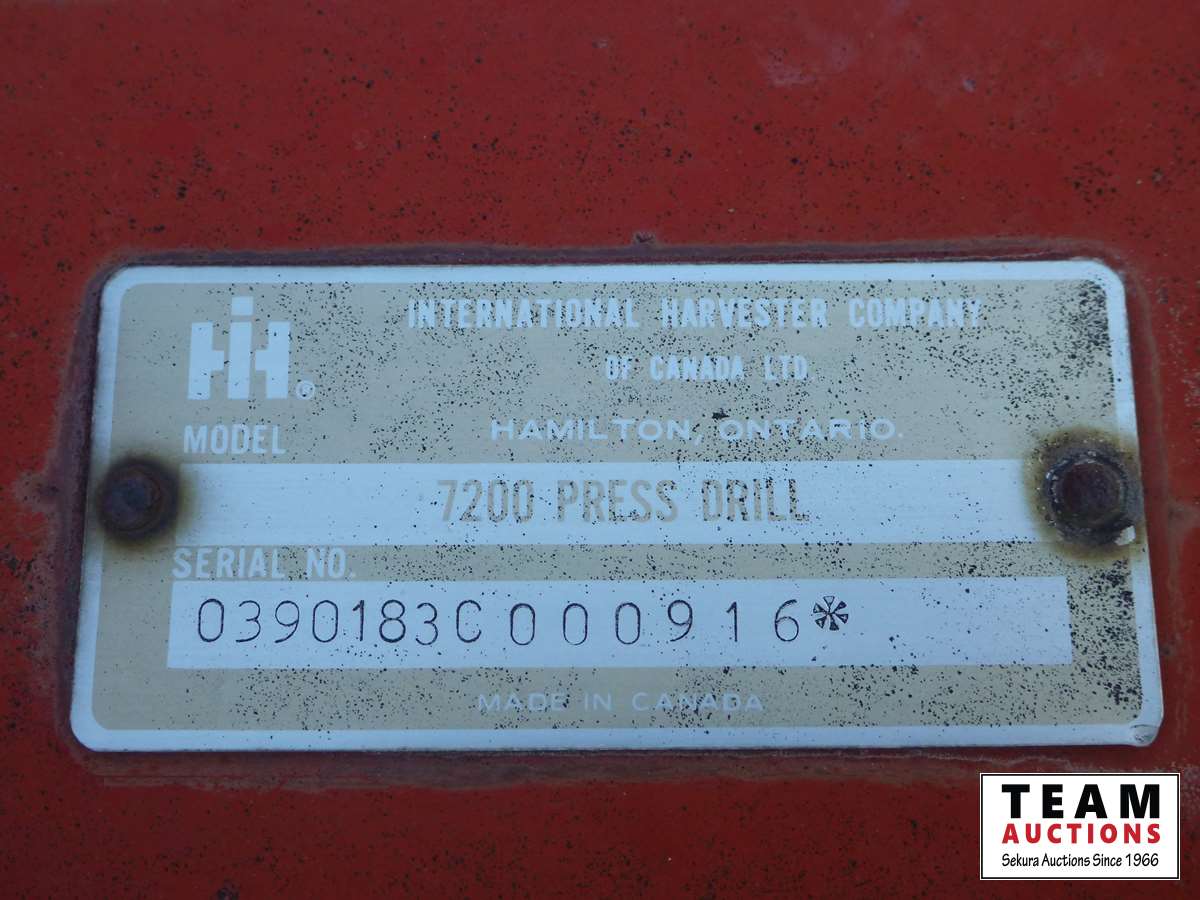 IH®
INTERNATIONAL HARVESTER COMPANY
OF CANADA LTD.
HAMILTON, ONTARIO.
MODEL
7200 PRESS DRILL
SERIAL NO.
0390183C000916*
MADE IN CANADA
TEAM
AUCTIONS
Sekura Auctions Since 1966